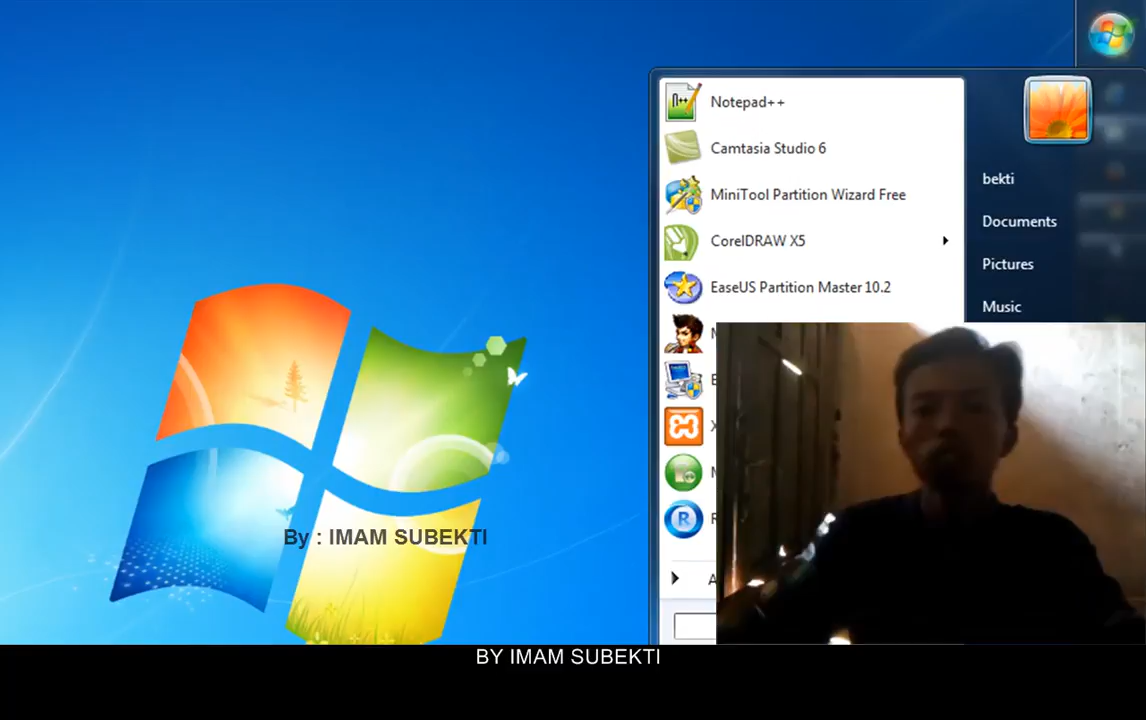 Notepad++
Camtasia Studio 6
MiniTool Partition Wizard Free
CorelDRAW X5
EaseUS Partition Master 10.2
bekti
Documents
Pictures
Music
By : IMAM SUBEKTI
BY IMAM SUBEKTI